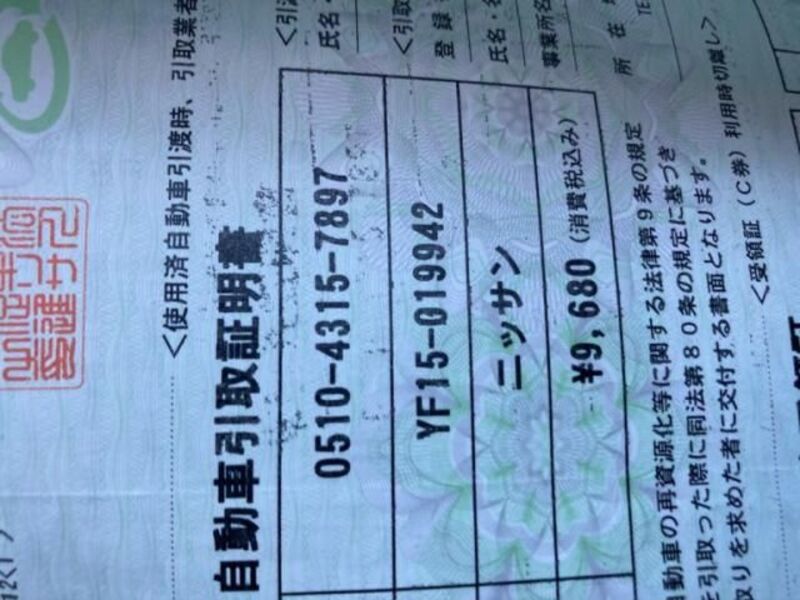 <使用済自動車引渡時、引取業者
自動車引取証明書
0510-4315-7897
YF15-019942
ニッサン
¥9,680(消費税込み)
<引
氏名・
<引取
登録
氏名・
事業所名
所在
TE
自動車の再資源化等に関する法律第9条の規定
を引取った際に同法第80条の規定に基づき
取りを求めた者に交付する書面となります。
<受領証(C券)利用時切離し>